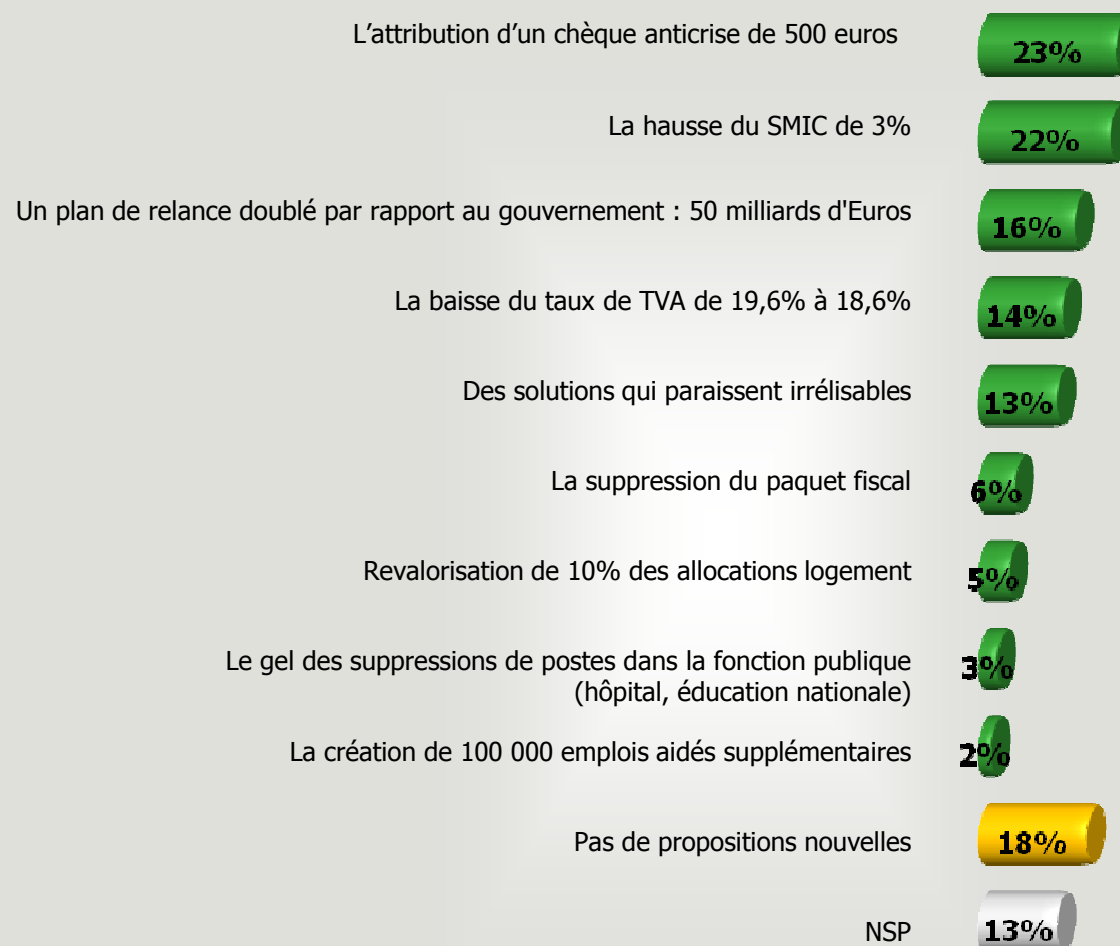 L’attribution d’un chèque anticrise de 500 euros 23%
La hausse du SMIC de 3% 22%
Un plan de relance doublé par rapport au gouvernement : 50 milliards d'Euros 16%
La baisse du taux de TVA de 19,6% à 18,6% 14%
Des solutions qui paraissent irrélisables 13%
La suppression du paquet fiscal 6%
Revalorisation de 10% des allocations logement 5%
Le gel des suppressions de postes dans la fonction publique 3%
(hôpital, éducation nationale)
La création de 100 000 emplois aidés supplémentaires 2%
Pas de propositions nouvelles 18%
NSP 13%